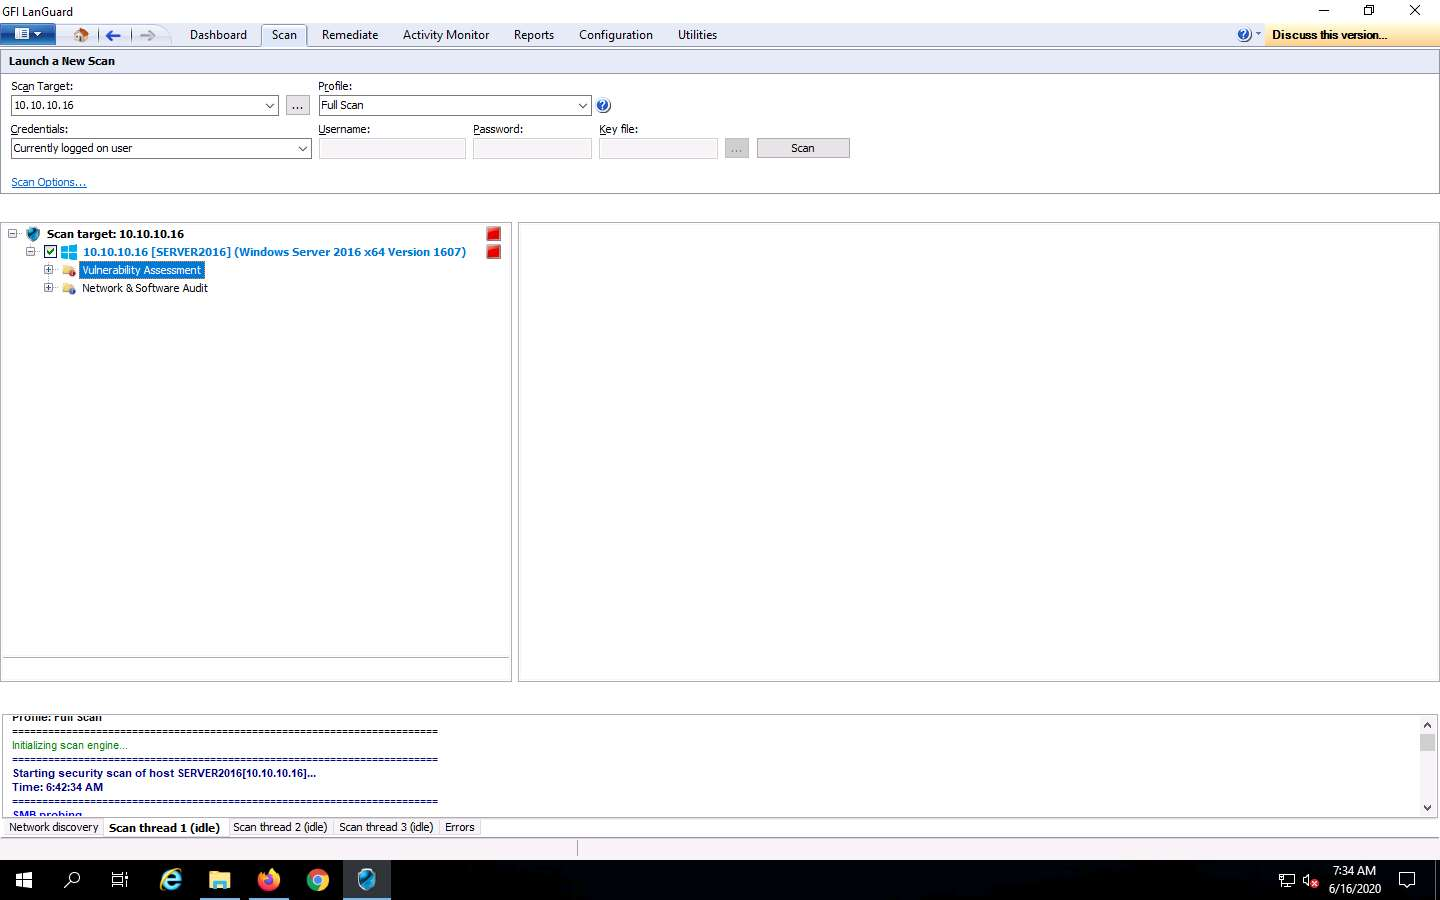 GFI LanGuard
Dashboard Scan Remediate Activity Monitor Reports Configuration Utilities Discuss this version...
Launch a New Scan
Scan Target: Profile:
10.10.10.16 ... Full Scan
Credentials: Username: Password: Key file:
Currently logged on user ... Scan
Scan Options...
Scan target: 10.10.10.16
10.10.10.16 [SERVER2016] (Windows Server 2016 x64 Version 1607)
Vulnerability Assessment
Network & Software Audit
Profile: Full Scan
=======================================================================
Initializing scan engine...
=======================================================================
Starting security scan of host SERVER2016[10.10.10.16]...
Time: 6:42:34 AM
=======================================================================
SMB probing
Network discovery Scan thread 1 (idle) Scan thread 2 (idle) Scan thread 3 (idle) Errors
7:34 AM
6/16/2020